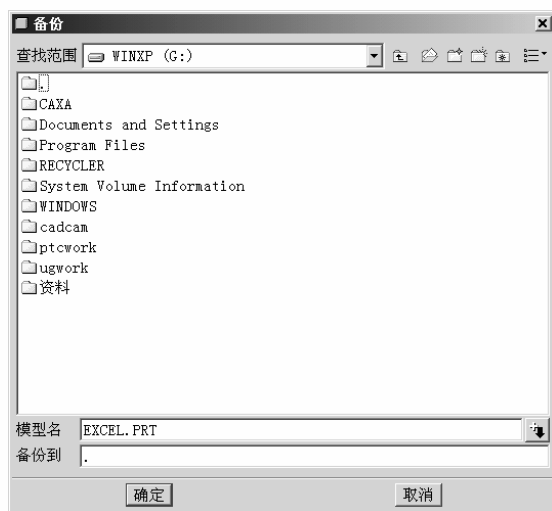 备份
查找范围 WINXP (G:)
.
CAXA
Documents and Settings
Program Files
RECYCLER
System Volume Information
WINDOWS
cadcam
ptcwork
ugwork
资料
模型名 EXCEL.PRT
备份到 .
确定 取消